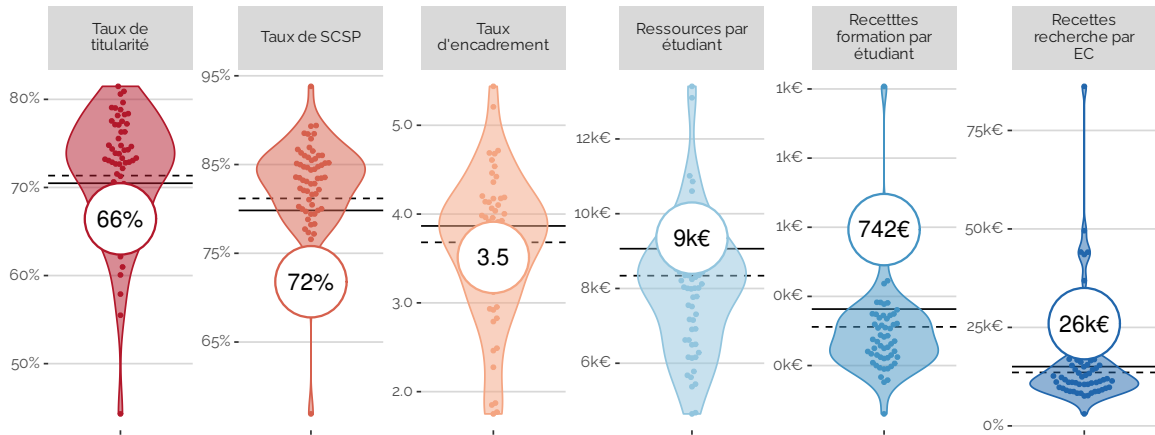 Taux de
titularité
80%
70%
60%
50%
66%
Taux de SCSP
95%
85%
75%
65%
72%
Taux
d'encadrement
5.0
4.0
3.0
2.0
3.5
Ressources par
étudiant
12k€
10k€
8k€
6k€
9k€
Recetttes
formation par
étudiant
1k€
1k€
1k€
0k€
0k€
742€
Recettes
recherche par
EC
75k€
50k€
25k€
0k€
26k€